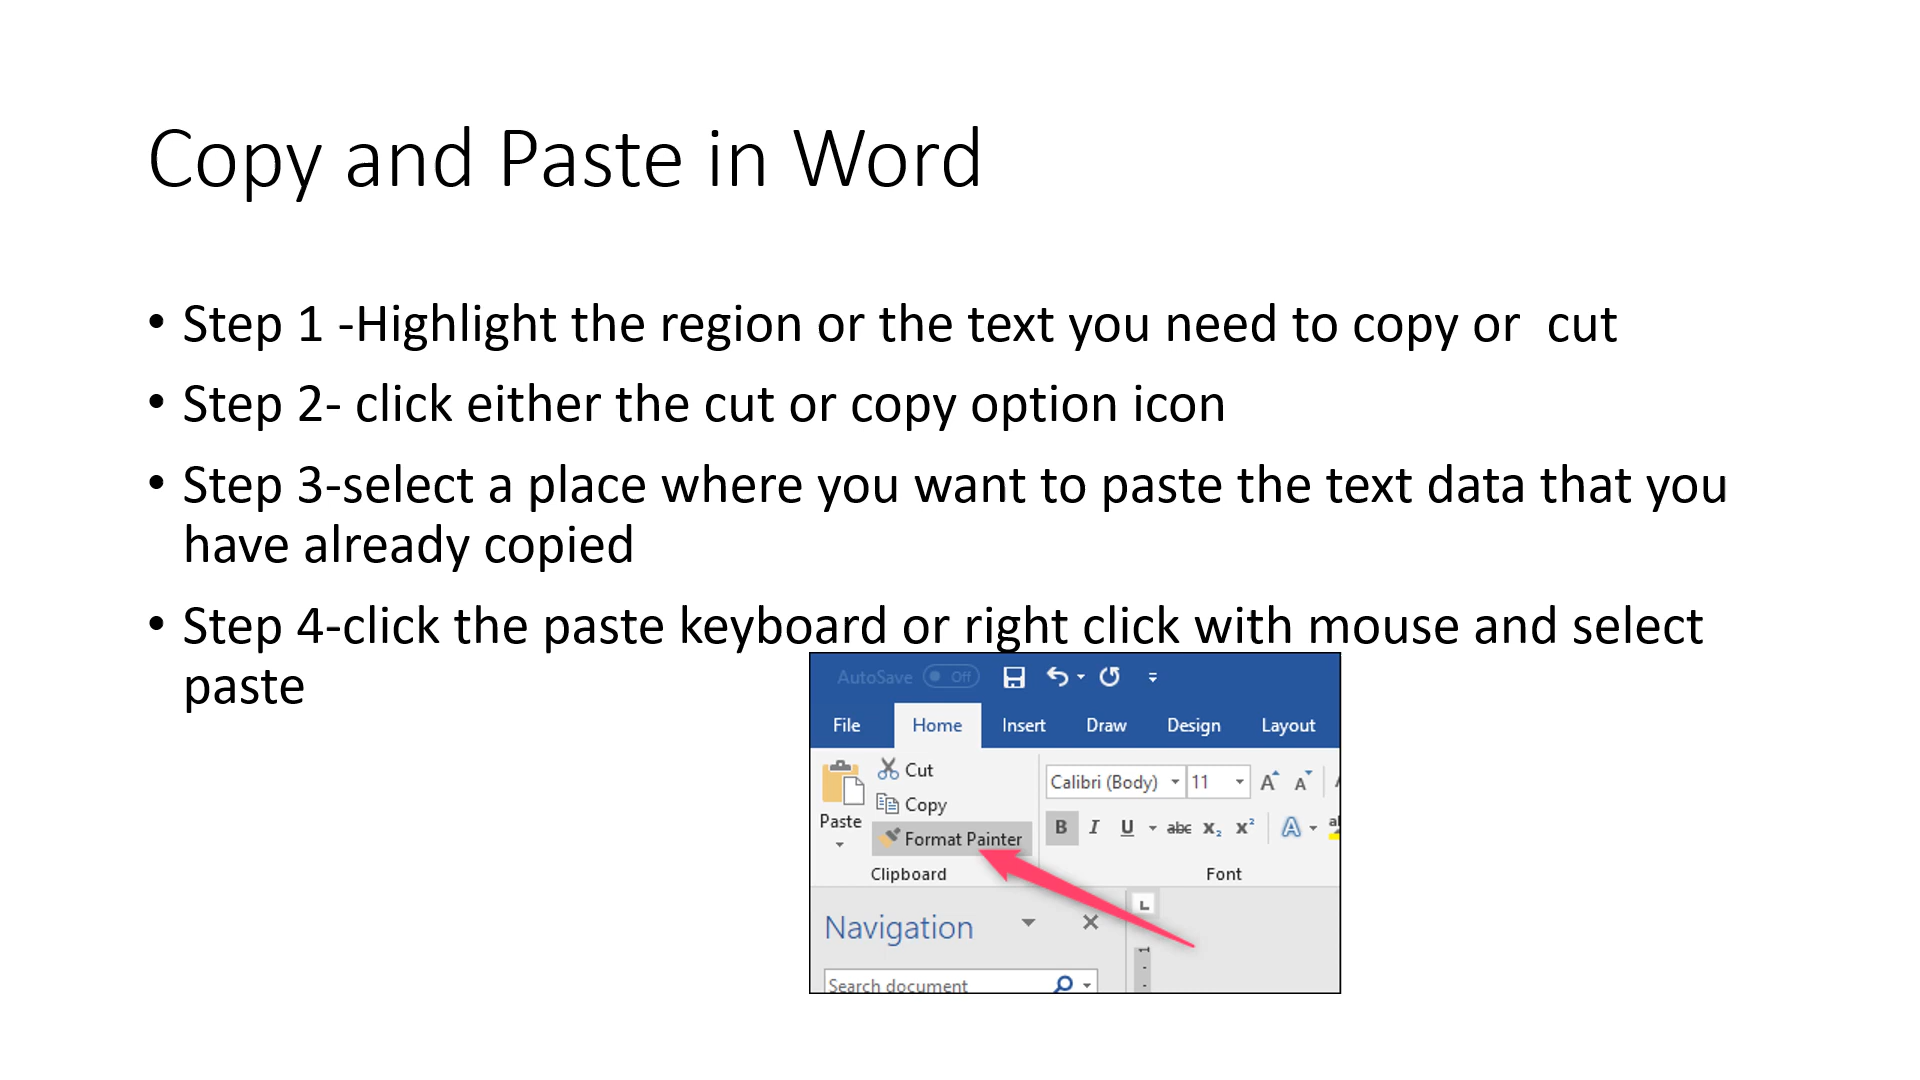 Copy and Paste in Word
• Step 1 -Highlight the region or the text you need to copy or  cut
• Step 2- click either the cut or copy option icon
• Step 3-select a place where you want to paste the text data that you
have already copied
• Step 4-click the paste keyboard or right click with mouse and select
paste
AutoSave Off
File Home Insert Draw Design Layout
Cut
Copy
Paste
Format Painter
Clipboard
Calibri (Body) 11 A A
B I U abc x₂ x² A ab
Font
Navigation
Search document
L
1